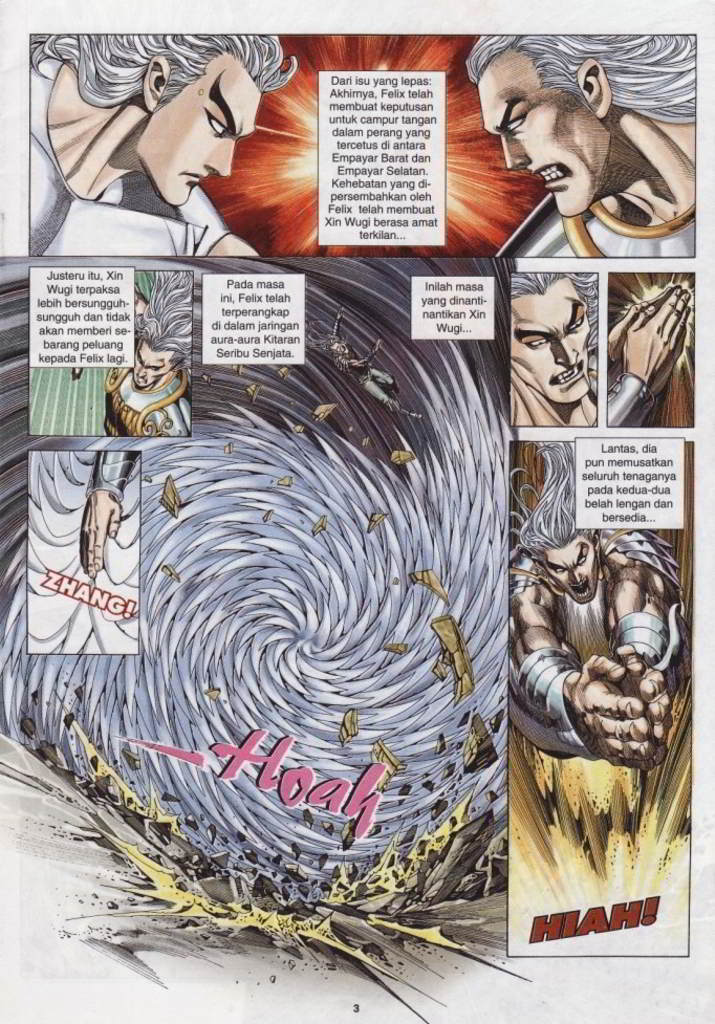 Dari isu yang lepas:
Akhirnya, Felix telah
membuat keputusan
untuk campur tangan
dalam perang yang
tercetus di antara
Empayar Barat dan
Empayar Selatan.
Kehebatan yang di-
persembahkan oleh
Felix telah membuat
Xin Wugi berasa amat
terkilan...
Justeru itu, Xin
Wugi terpaksa
lebih bersungguh-
sungguh dan tidak
akan memberi se-
barang peluang
kepada Felix lagi.
Pada masa
ini, Felix telah
terperangkap
di dalam jaringan
aura-aura Kitaran
Seribu Senjata.
Inilah masa
yang dinanti-
nantikan Xin
Wugi...
Lantas, dia
pun memusatkan
seluruh tenaganya
pada kedua-dua
belah lengan dan
bersedia...
ZHANG!
Hoah
HIAH!
3